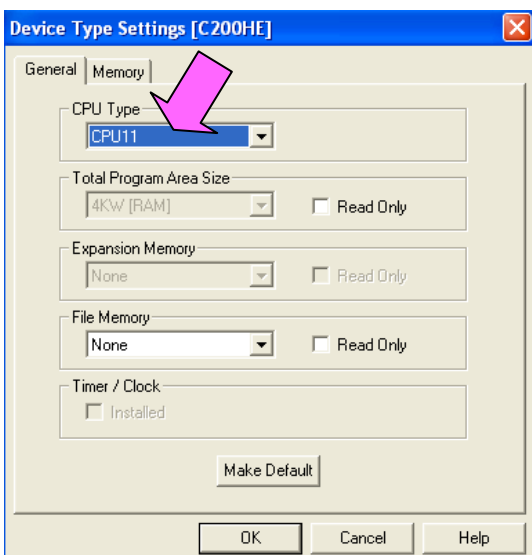 Device Type Settings [C200HE]
General Memory
CPU Type
CPU11
Total Program Area Size
4KW [RAM] Read Only
Expansion Memory
None Read Only
File Memory
None Read Only
Timer / Clock
Installed
Make Default
OK Cancel Help